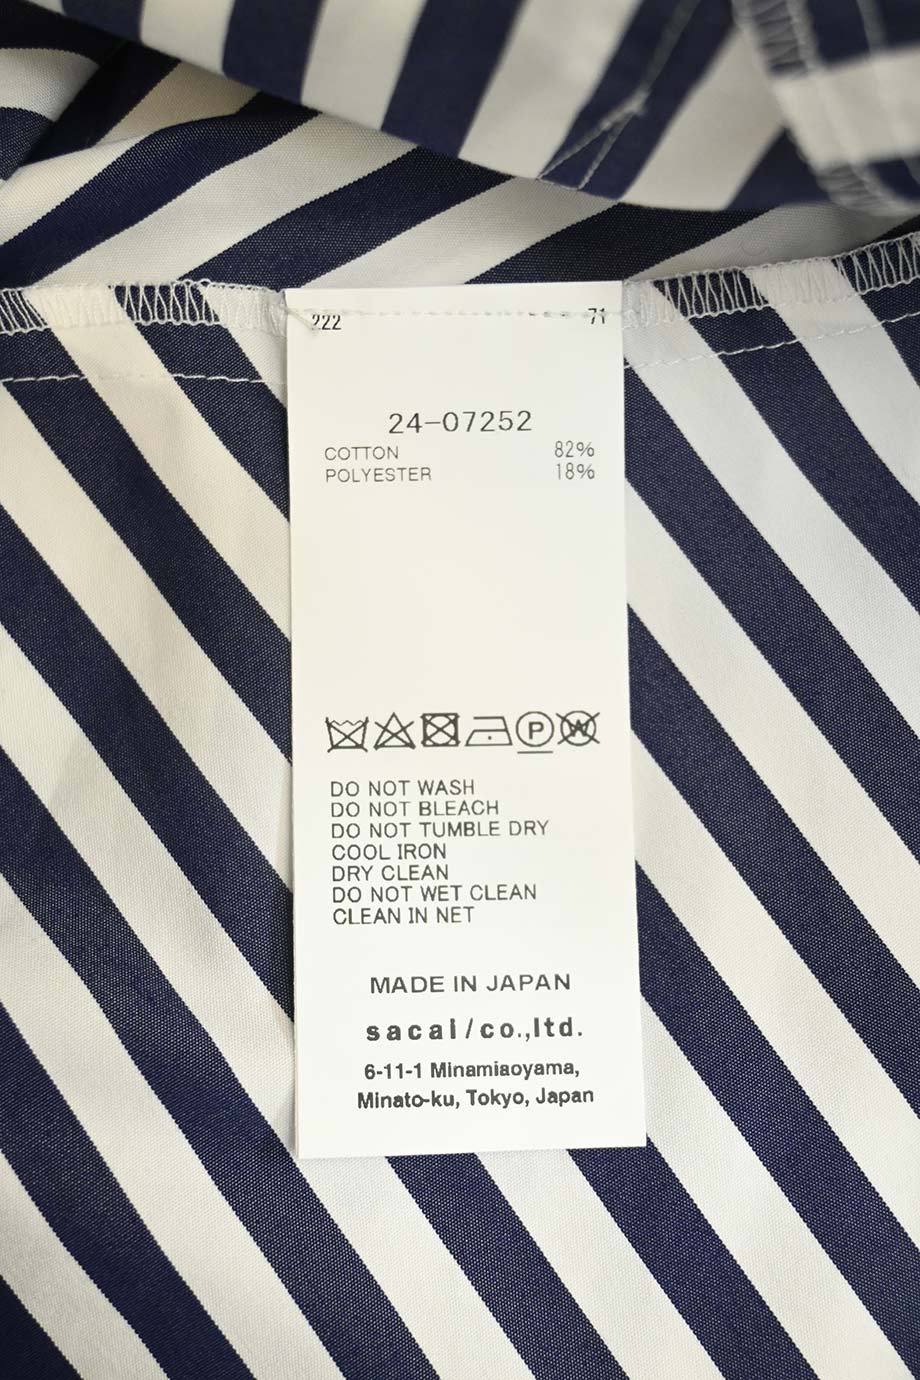 222 71
24-07252
COTTON 82%
POLYESTER 18%
P W
DO NOT WASH
DO NOT BLEACH
DO NOT TUMBLE DRY
COOL IRON
DRY CLEAN
DO NOT WET CLEAN
CLEAN IN NET
MADE IN JAPAN
sacai/co.,ltd.
6-11-1 Minamiaoyama,
Minato-ku, Tokyo, Japan